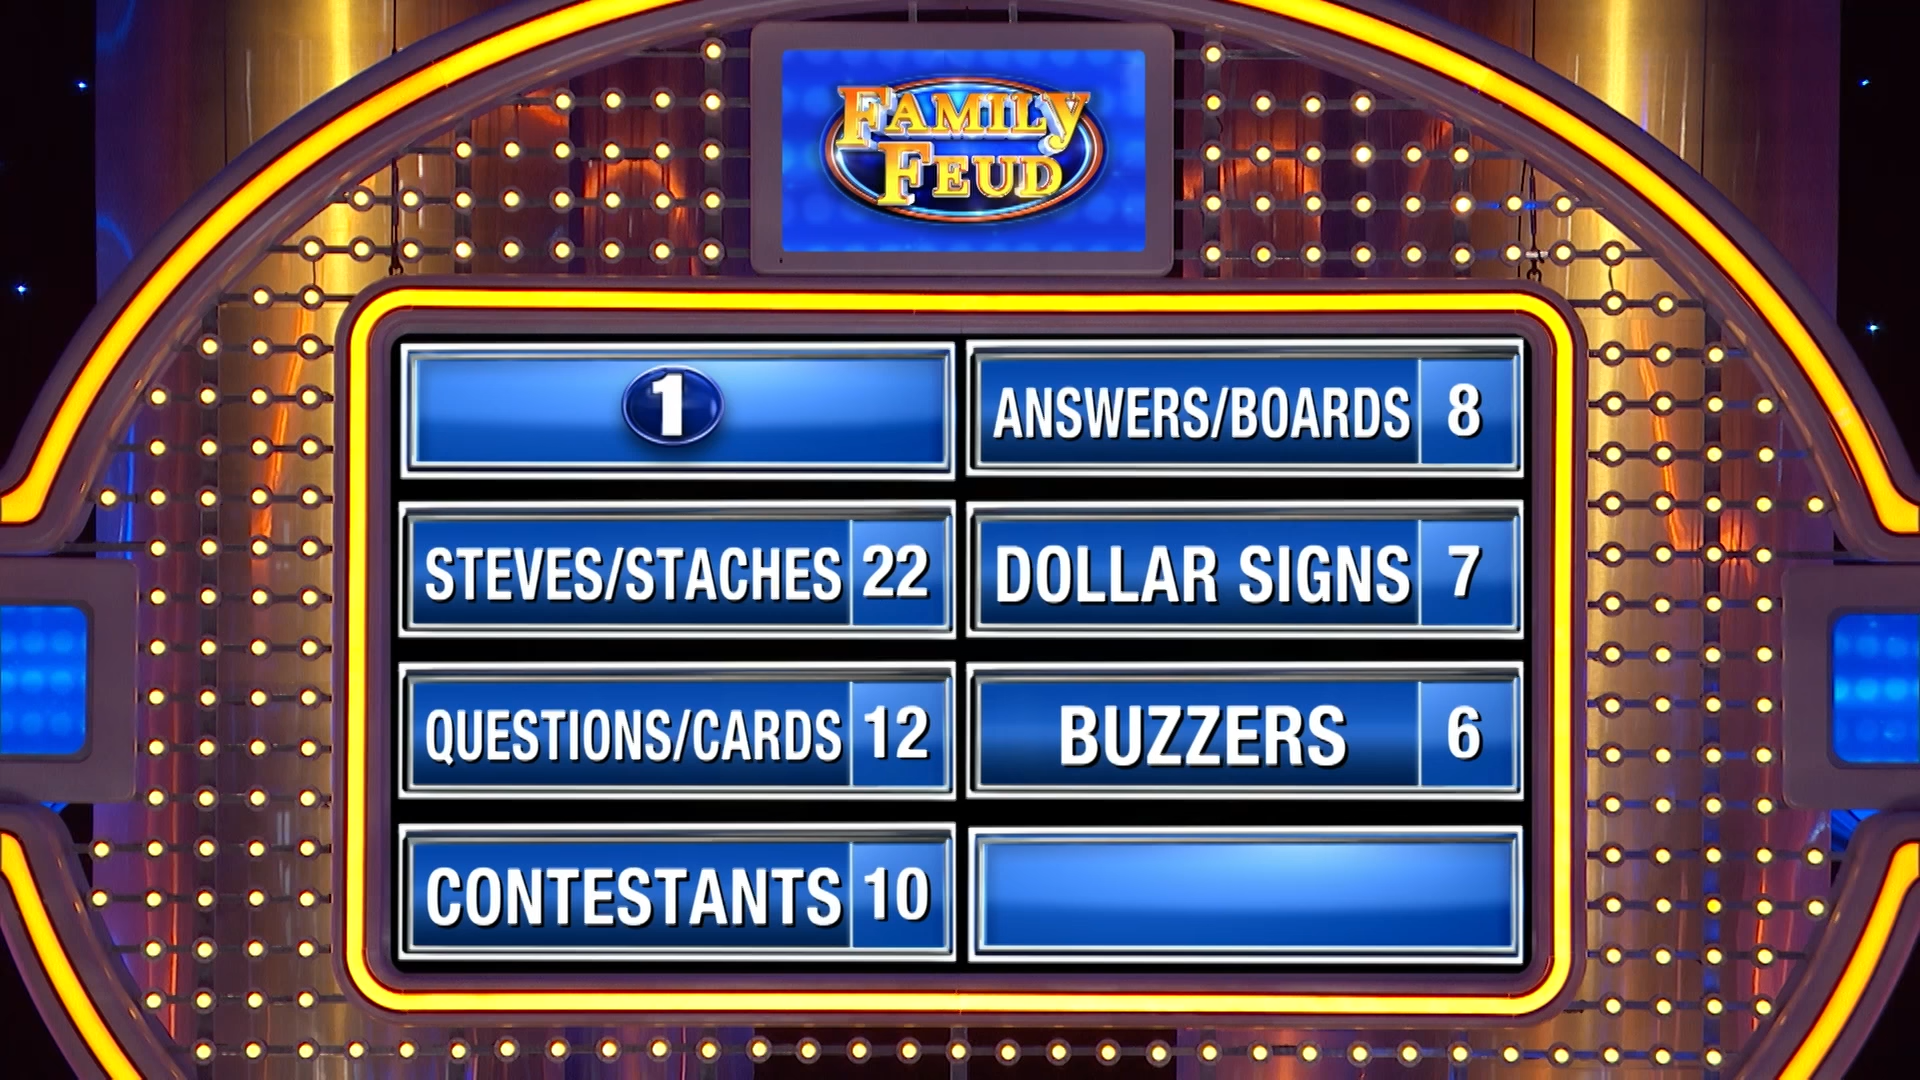 FAMILY
FEUD
1
STEVES/STACHES 22
QUESTIONS/CARDS 12
CONTESTANTS 10
ANSWERS/BOARDS 8
DOLLAR SIGNS 7
BUZZERS 6